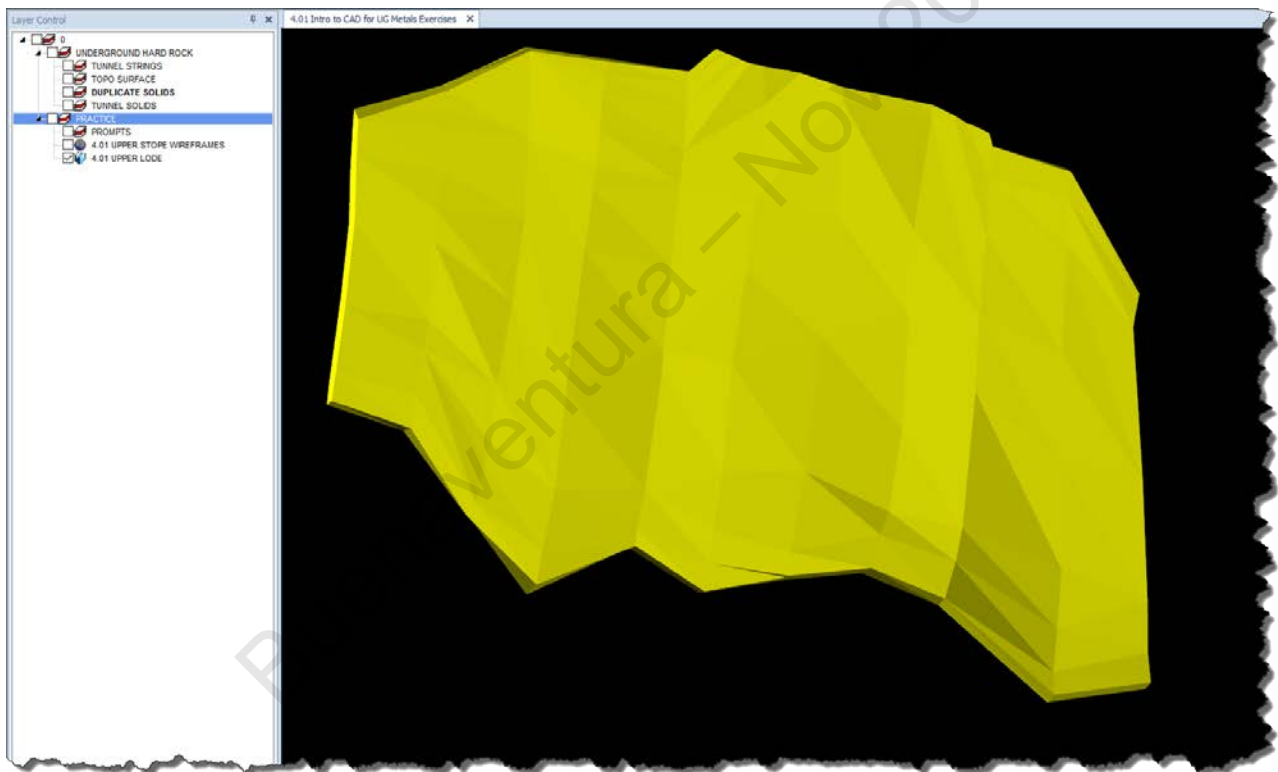 Layer Control
4.01 Intro to CAD for UG Metals Exercises
0
UNDERGROUND HARD ROCK
TUNNEL STRINGS
TOPO SURFACE
DUPLICATE SOLIDS
TUNNEL SOLIDS
PRACTICE
PROMPTS
4.01 UPPER STOPE WIREFRAMES
4.01 UPPER LODE